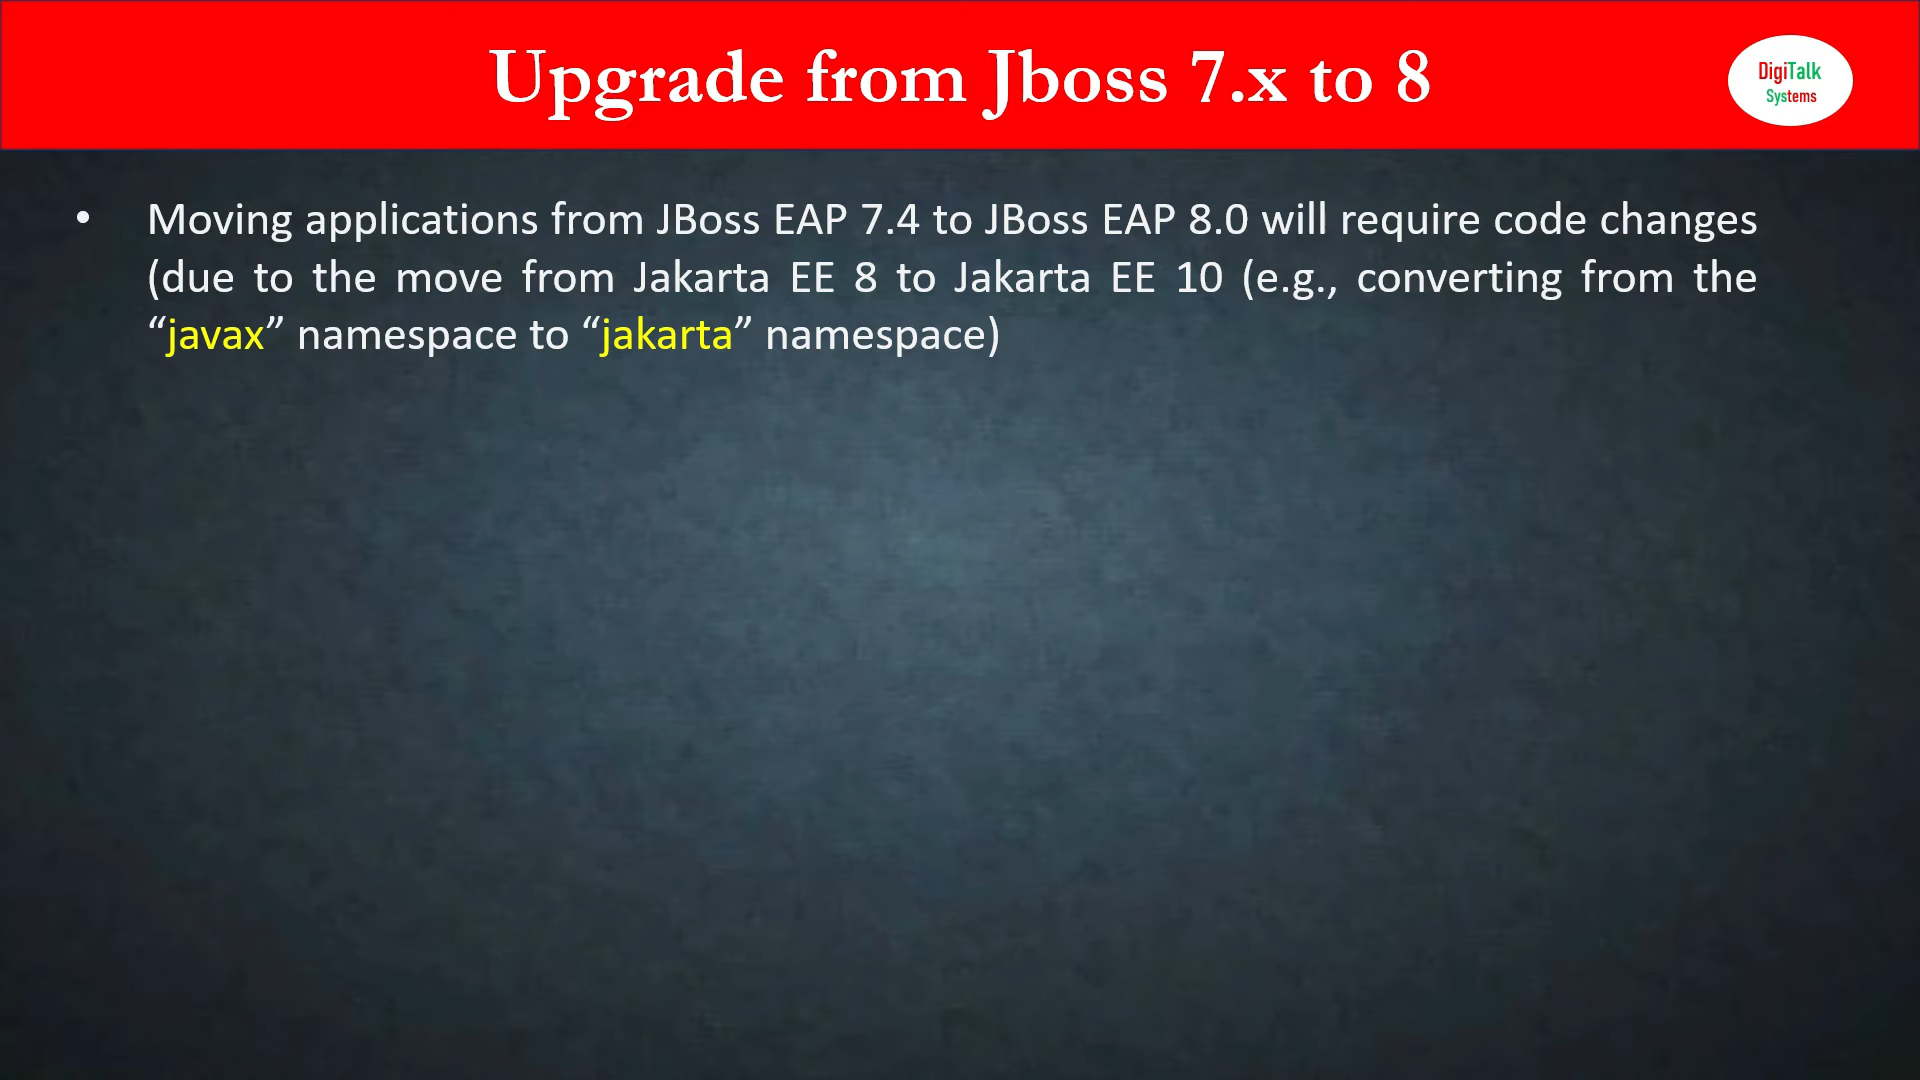 Upgrade from Jboss 7.x to 8
DigiTalk
Systems
• Moving applications from JBoss EAP 7.4 to JBoss EAP 8.0 will require code changes
(due to the move from Jakarta EE 8 to Jakarta EE 10 (e.g., converting from the
“javax” namespace to “jakarta” namespace)